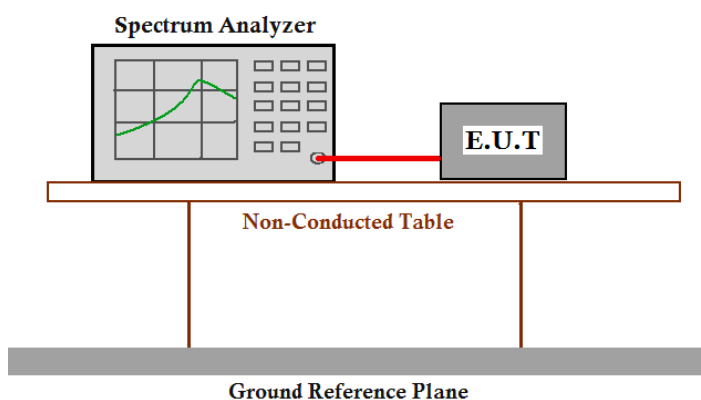 Spectrum Analyzer
E.U.T
Non-Conducted Table
Ground Reference Plane